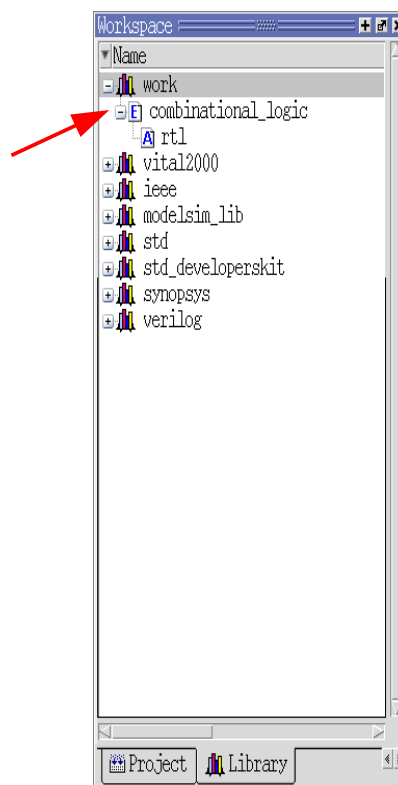 Workspace
Name
work
E combinational_logic
A rtl
vital2000
ieee
modelsim_lib
std
std_developerskit
synopsys
verilog
Project Library